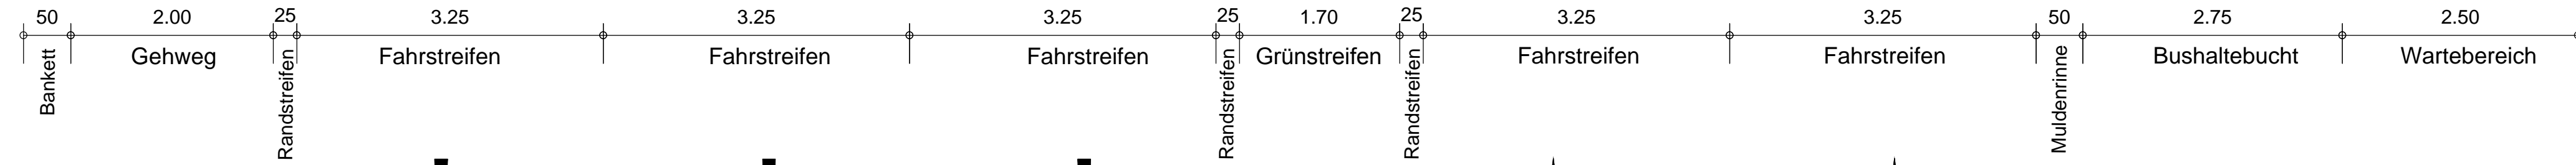 50 2.00 25 3.25 3.25 3.25 25 1.70 25 3.25 3.25 50 2.75 2.50
Bankett Gehweg Randstreifen Fahrstreifen Fahrstreifen Fahrstreifen Randstreifen Grünstreifen Randstreifen Fahrstreifen Fahrstreifen Muldenrinne Bushaltebucht Wartebereich